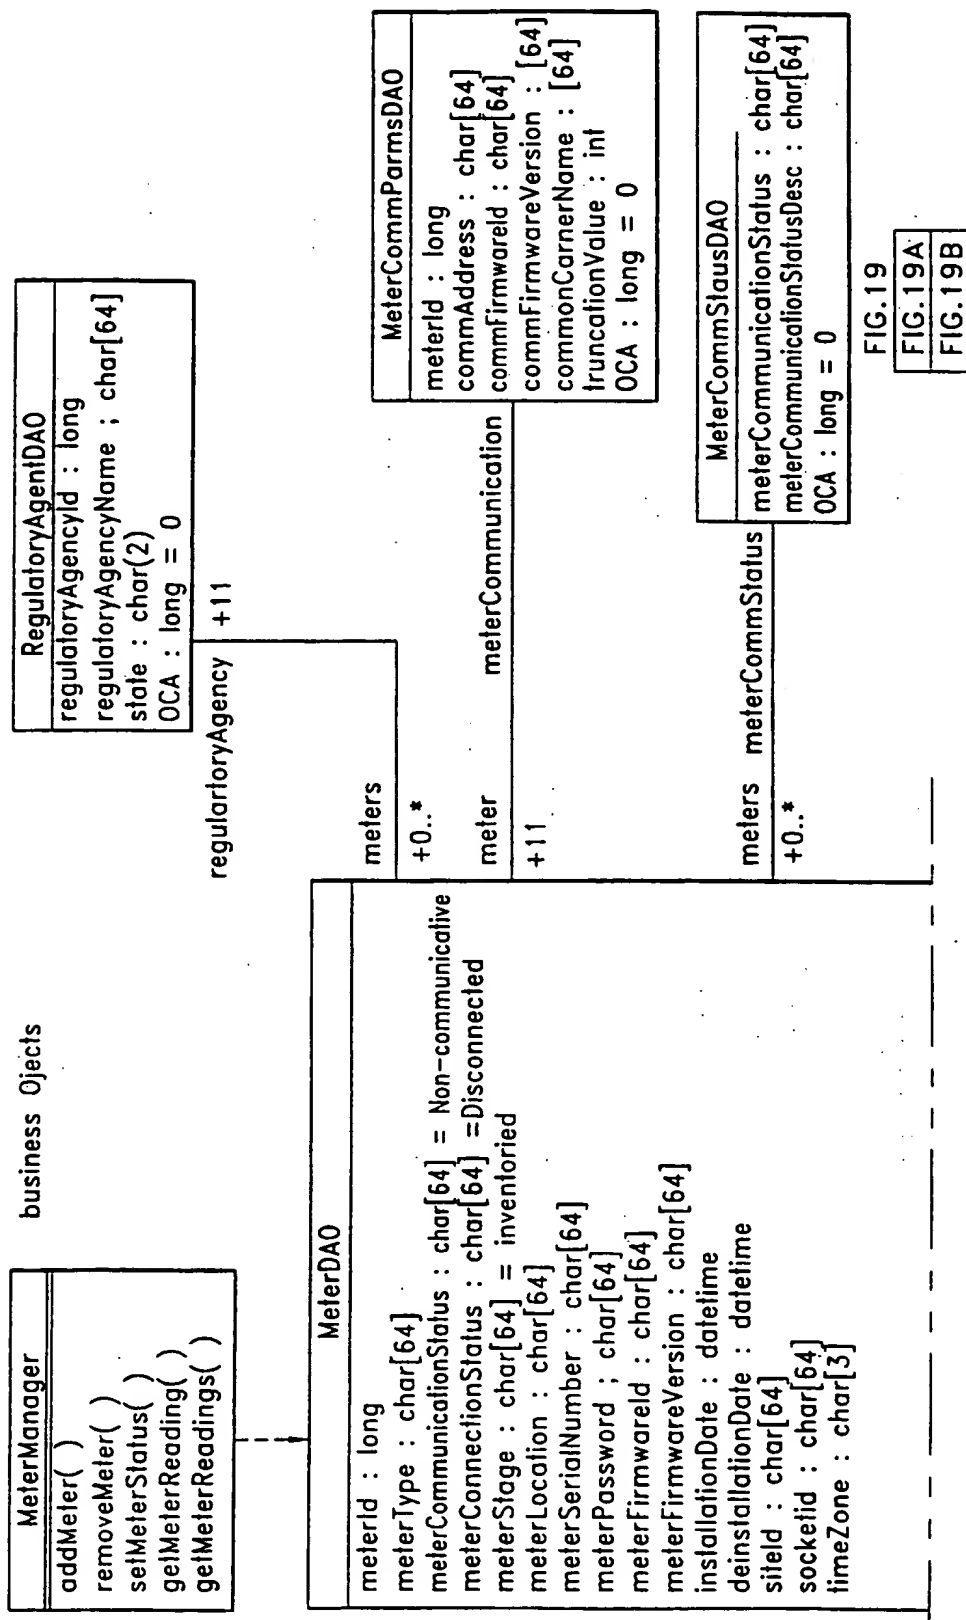 business Ojects
MeterManager
addMeter( )
removeMeter( )
setMeterStatus( )
getMeterReading( )
getMeterReadings( )
MeterDAO
meterId : long
meterType : char[64]
meterCommunicationStatus : char[64] = Non-communicative
meterConnectionStatus : char[64] =Disconnected
meterStage : char[64] = inventoried
meterLocation : char[64]
meterSerialNumber : char[64]
meterPassword ; char[64]
meterFirmwareId : char[64]
meterFirmwareVersion : char[64]
installationDate : datetime
deinstallationDate : datetime
siteId : char[64]
socketid : char[64]
timeZone : char[3]
RegulatoryAgentDAO
regulatoryAgencyId : long
regulatoryAgencyName ; char[64]
state : char(2)
OCA : long = 0
regulartoryAgency +11
meters
+0..*
MeterCommParmsDAO
meterId : long
commAddress : char[64]
commFirmwareId : char[64]
commFirmwareVersion : [64]
commonCarnerName : [64]
truncationValue : int
OCA : long = 0
meterCommunication
meter
+11
MeterCommStausDAO
meterCommunicationStatus : char[64]
meterCommunicationStatusDesc : char[64]
OCA : long = 0
meters meterCommStatus
+0..*
FIG.19
FIG.19A
FIG.19B